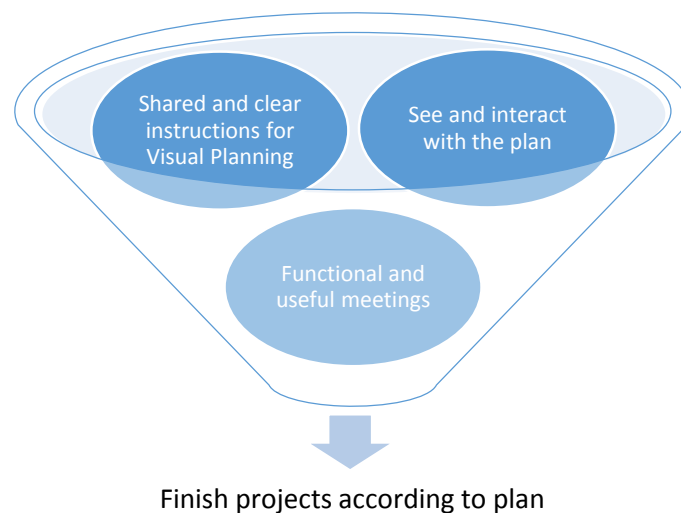 Shared and clear
instructions for
Visual Planning
See and interact
with the plan
Functional and
useful meetings
Finish projects according to plan